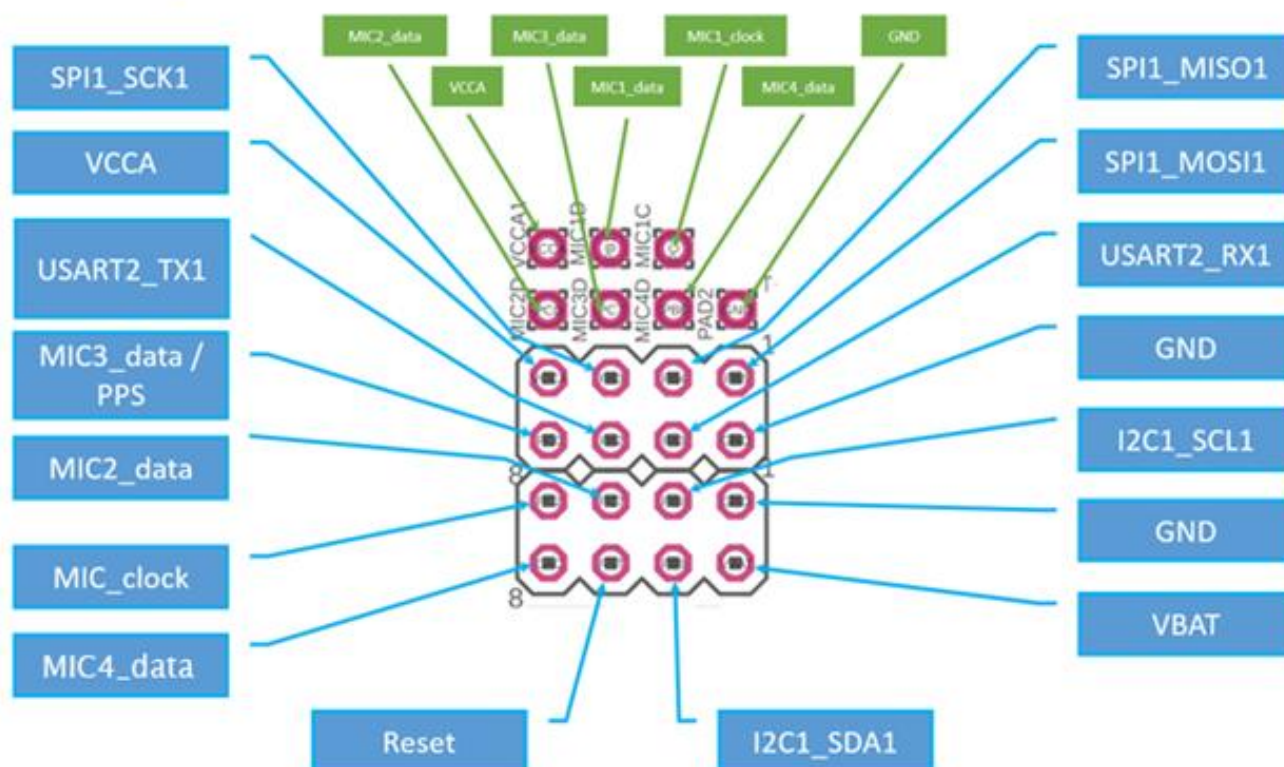 MIC2_data
MIC3_data
MIC1_clock
GND
VCCA
MIC1_data
MIC4_data
SPI1_SCK1
VCCA
USART2_TX1
MIC3_data /
PPS
MIC2_data
MIC_clock
MIC4_data
Reset
I2C1_SDA1
SPI1_MISO1
SPI1_MOSI1
USART2_RX1
GND
I2C1_SCL1
GND
VBAT
VCCA1
MIC1D
MIC1C
MIC2D
MIC3D
MIC4D
PAD2
1
8
1
8